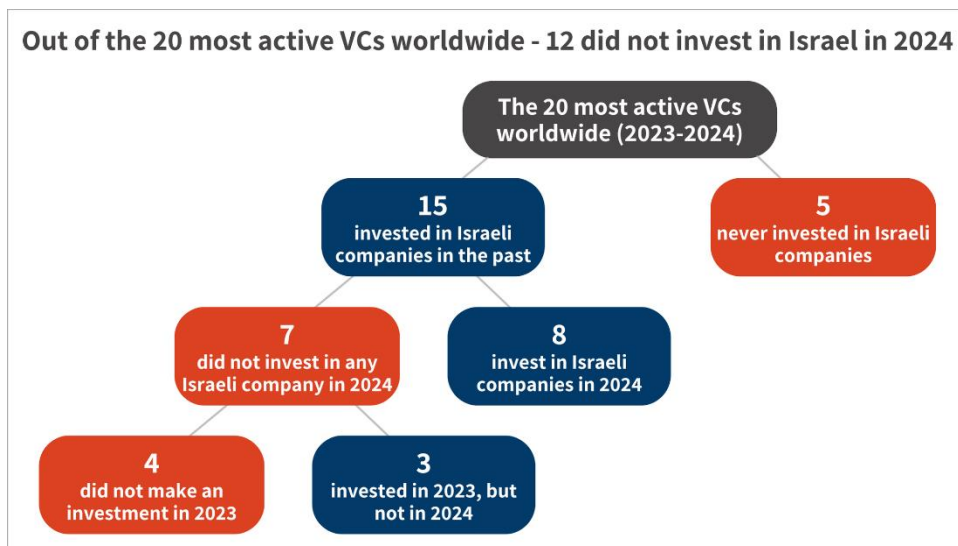 Out of the 20 most active VCs worldwide - 12 did not invest in Israel in 2024
The 20 most active VCs
worldwide (2023-2024)
15
invested in Israeli
companies in the past
5
never invested in Israeli
companies
7
did not invest in any
Israeli company in 2024
8
invest in Israeli
companies in 2024
4
did not make an
investment in 2023
3
invested in 2023, but
not in 2024